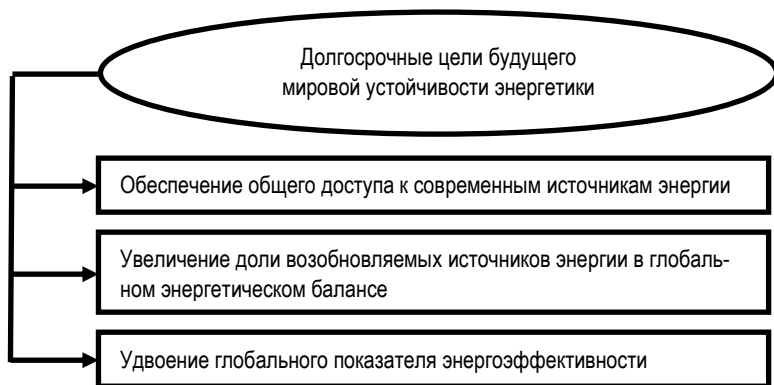 Долгосрочные цели будущего
мировой устойчивости энергетики
Обеспечение общего доступа к современным источникам энергии
Увеличение доли возобновляемых источников энергии в глобаль-
ном энергетическом балансе
Удвоение глобального показателя энергоэффективности